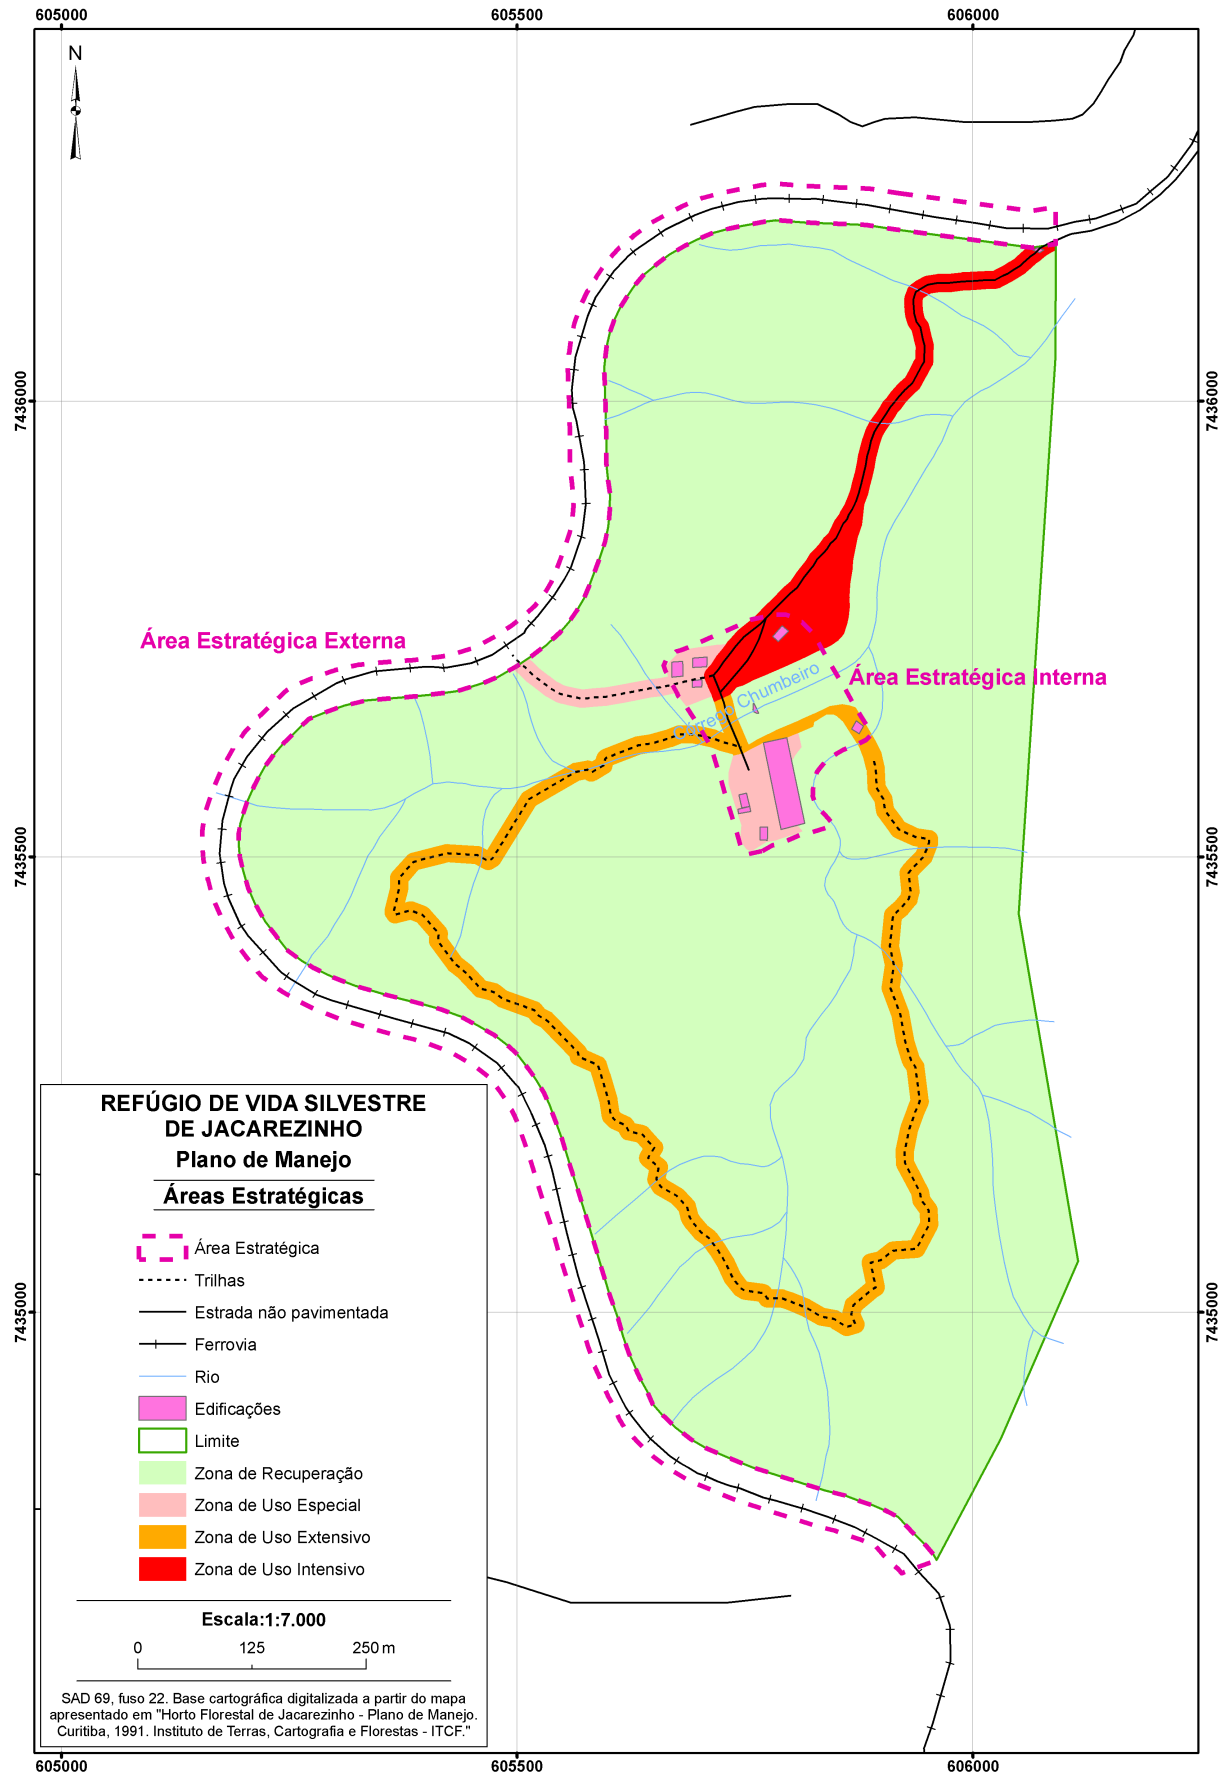 605000 605500 606000
N
7436000 7436000
Área Estratégica Externa
Área Estratégica Interna
Córrego Chumbeiro
7435500 7435500
REFÚGIO DE VIDA SILVESTRE
DE JACAREZINHO
Plano de Manejo
Áreas Estratégicas
Área Estratégica
Trilhas
Estrada não pavimentada
Ferrovia
Rio
Edificações
Limite
Zona de Recuperação
Zona de Uso Especial
Zona de Uso Extensivo
Zona de Uso Intensivo
7435000 7435000
Escala:1:7.000
0 125 250 m
SAD 69, fuso 22. Base cartográfica digitalizada a partir do mapa
apresentado em "Horto Florestal de Jacarezinho - Plano de Manejo.
Curitiba, 1991. Instituto de Terras, Cartografia e Florestas - ITCF."
605000 605500 606000